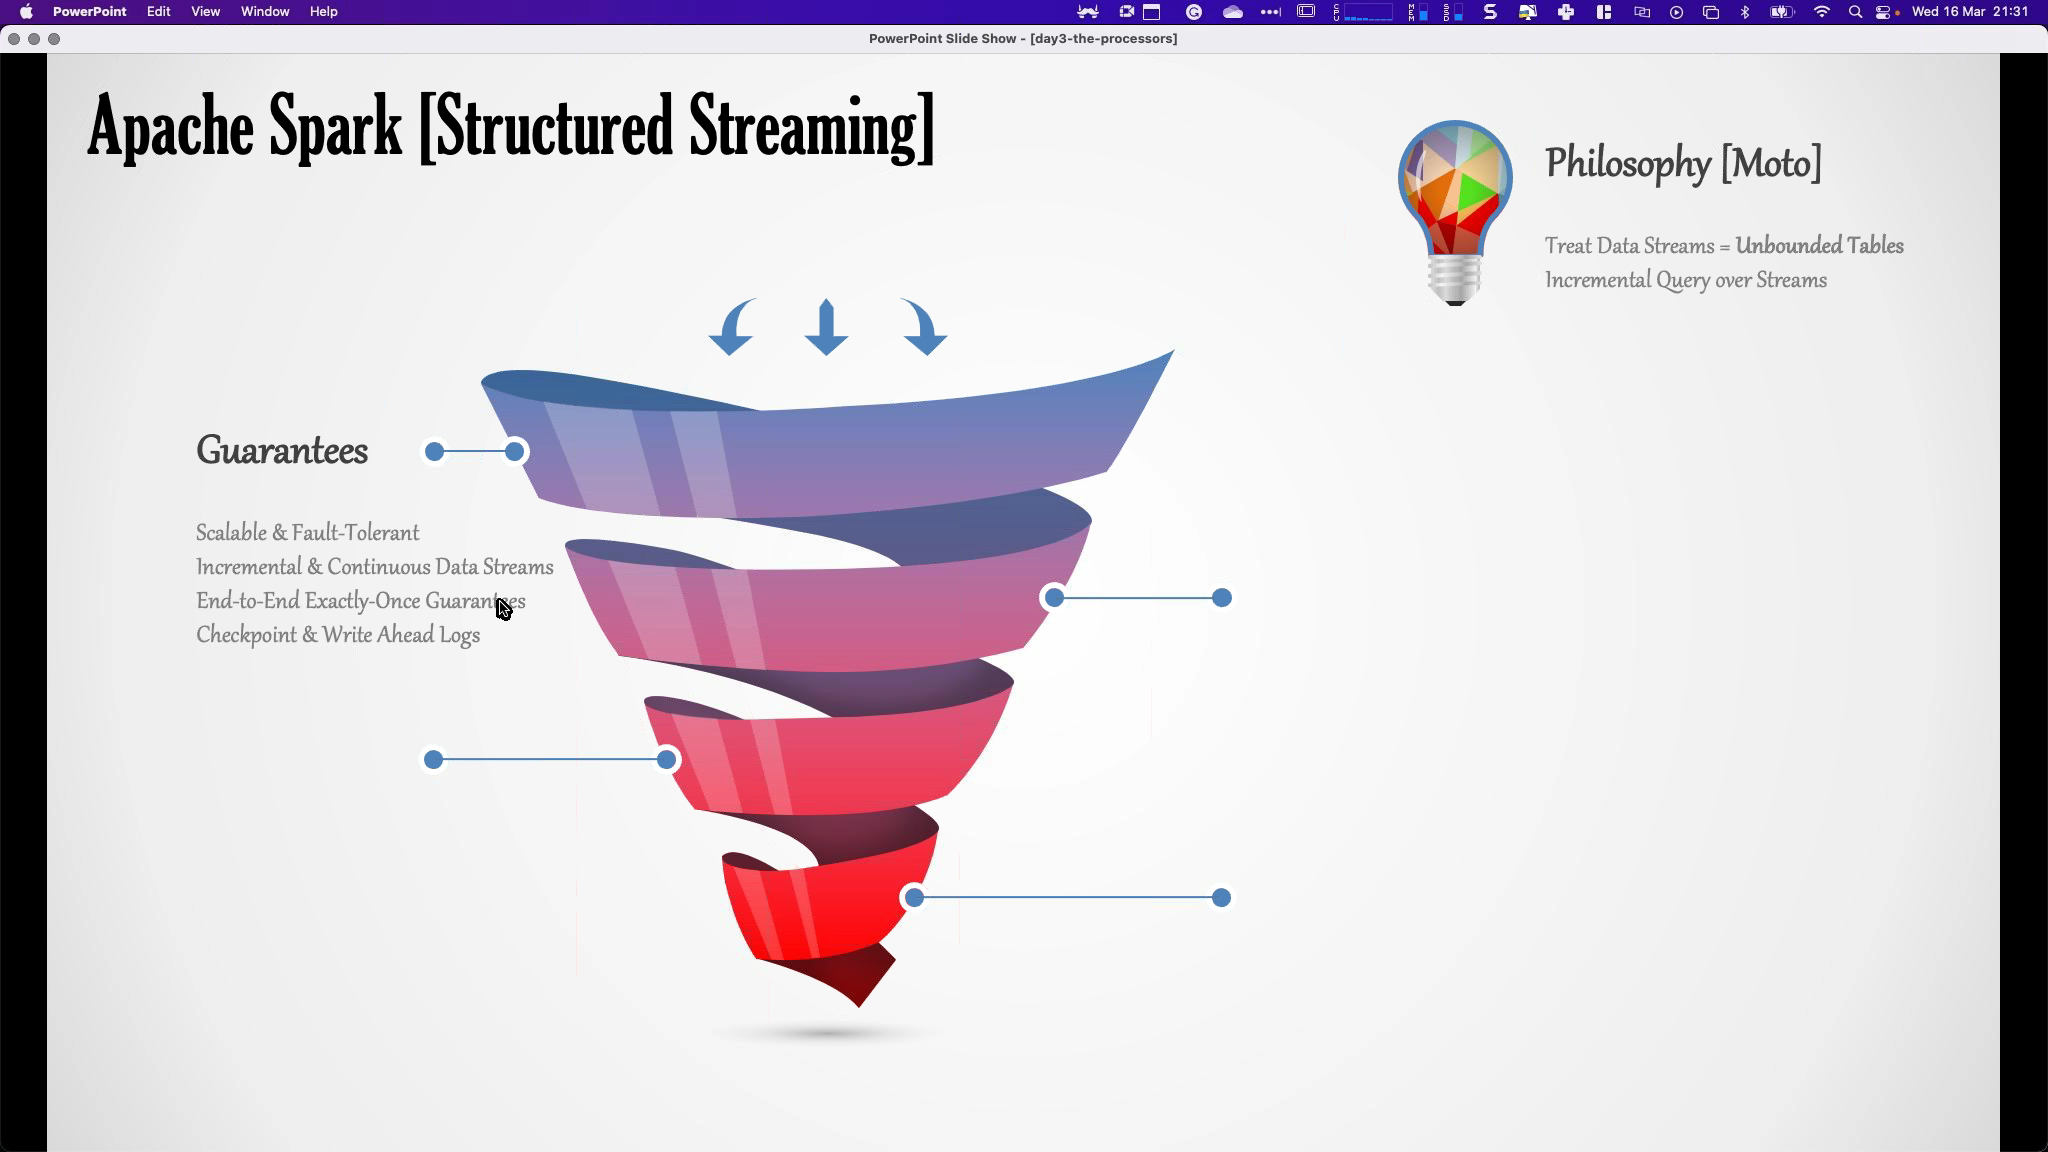 PowerPoint Edit View Window Help Wed 16 Mar 21:31
PowerPoint Slide Show - [day3-the-processors]
Apache Spark [Structured Streaming]
Philosophy [Moto]
Treat Data Streams = Unbounded Tables
Incremental Query over Streams
Guarantees
Scalable & Fault-Tolerant
Incremental & Continuous Data Streams
End-to-End Exactly-Once Guarantees
Checkpoint & Write Ahead Logs